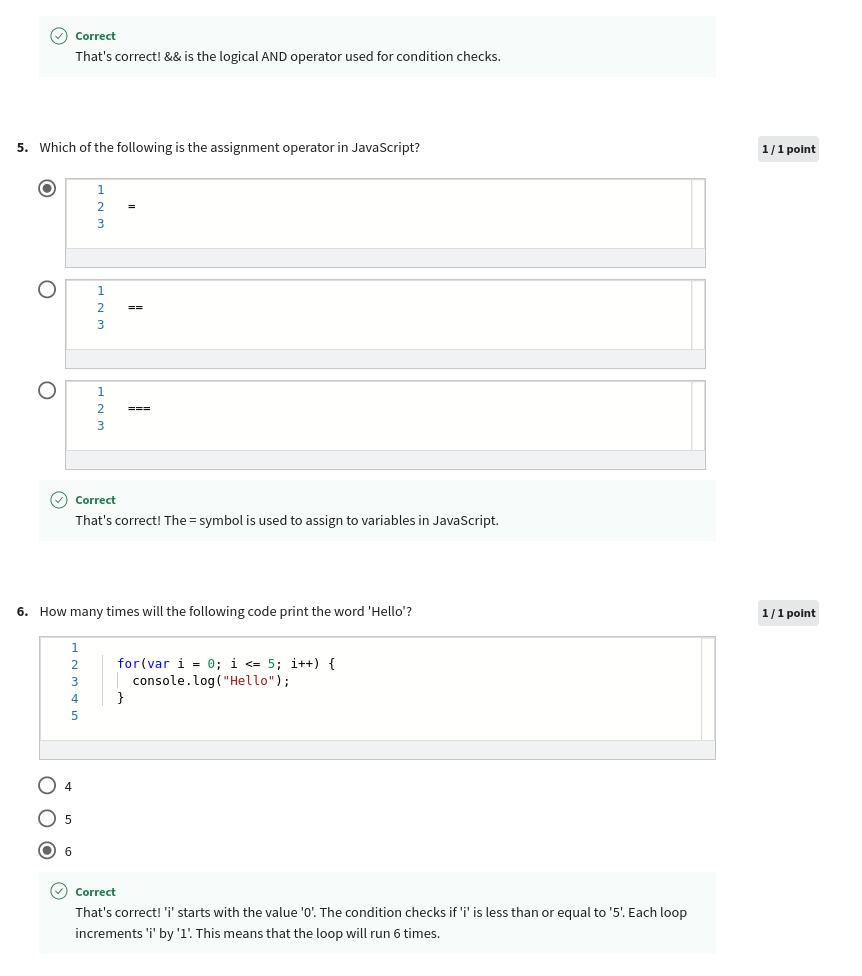 Correct
That's correct! && is the logical AND operator used for condition checks.
5. Which of the following is the assignment operator in JavaScript?
1 / 1 point
1
2 =
3
1
2 ==
3
1
2 ===
3
Correct
That's correct! The = symbol is used to assign to variables in JavaScript.
6. How many times will the following code print the word 'Hello'?
1 / 1 point
1
2 for(var i = 0; i <= 5; i++) {
3 console.log("Hello");
4 }
5
4
5
6
Correct
That's correct! 'i' starts with the value '0'. The condition checks if 'i' is less than or equal to '5'. Each loop
increments 'i' by '1'. This means that the loop will run 6 times.